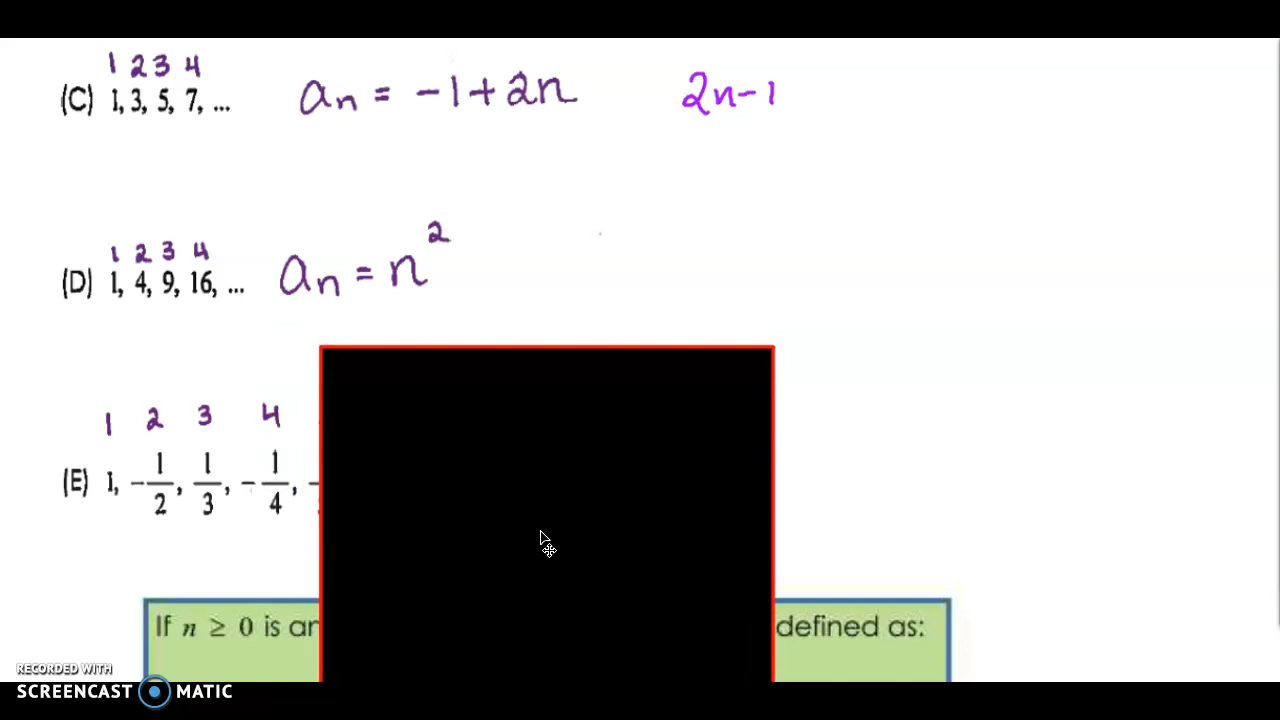 1 2 3 4
(C) 1, 3, 5, 7, ... aₙ = -1+2n 2n-1
1 2 3 4
(D) 1, 4, 9, 16, ... aₙ = n²
1 2 3 4
(E) 1, -1/2, 1/3, -1/4, -
If n ≥ 0 is an defined as:
RECORDED WITH
SCREENCAST MATIC